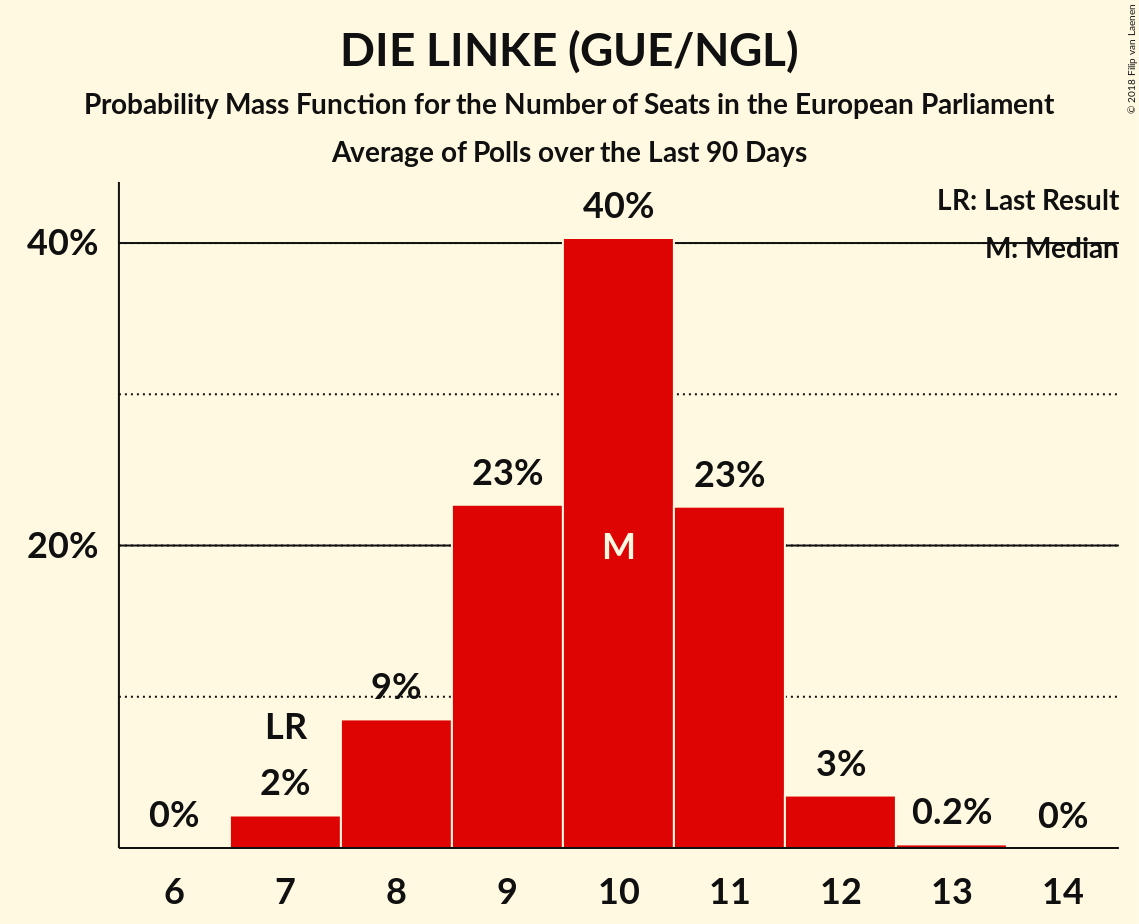 DIE LINKE (GUE/NGL)
Probability Mass Function for the Number of Seats in the European Parliament
Average of Polls over the Last 90 Days
© 2018 Filip van Laenen
LR: Last Result
M: Median
40%
40%
23%
23%
20%
M
9%
LR
2%
3%
0%
0.2%
0%
6 7 8 9 10 11 12 13 14